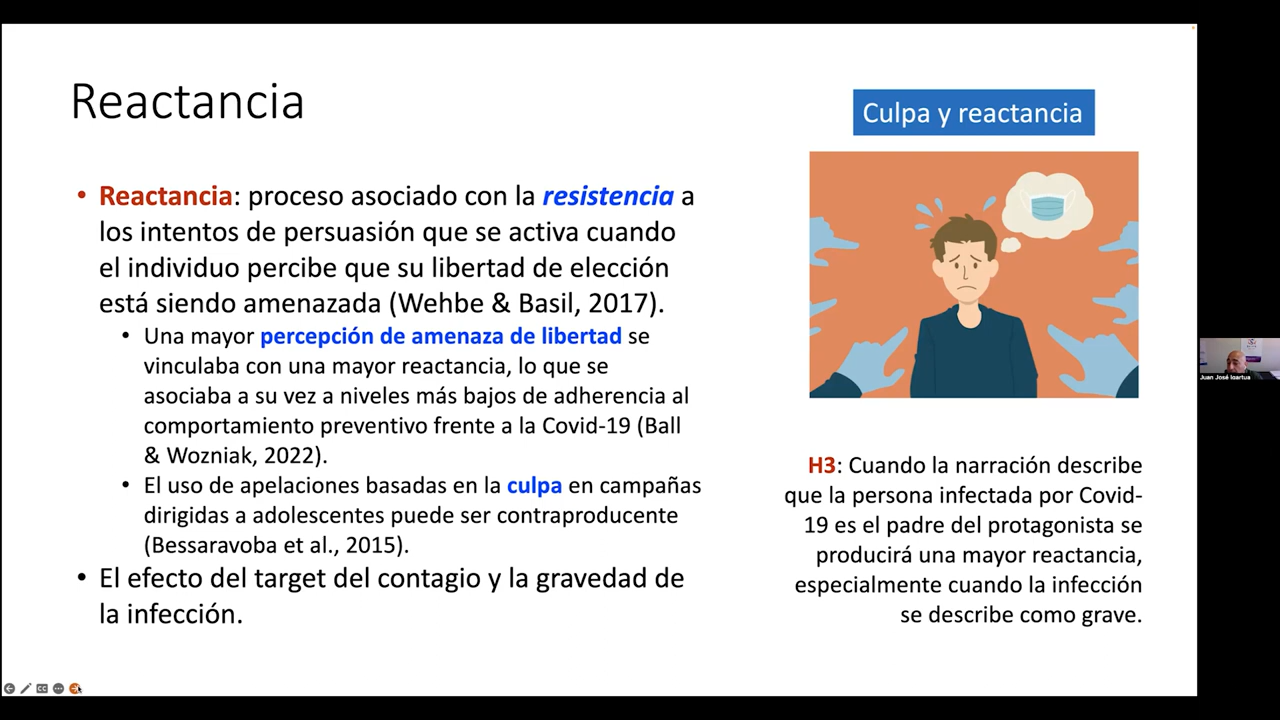 Reactancia
• Reactancia: proceso asociado con la resistencia a
los intentos de persuasión que se activa cuando
el individuo percibe que su libertad de elección
está siendo amenazada (Wehbe & Basil, 2017).
• Una mayor percepción de amenaza de libertad se
vinculaba con una mayor reactancia, lo que se
asociaba a su vez a niveles más bajos de adherencia al
comportamiento preventivo frente a la Covid-19 (Ball
& Wozniak, 2022).
• El uso de apelaciones basadas en la culpa en campañas
dirigidas a adolescentes puede ser contraproducente
(Bessaravoba et al., 2015).
• El efecto del target del contagio y la gravedad de
la infección.
Culpa y reactancia
H3: Cuando la narración describe
que la persona infectada por Covid-
19 es el padre del protagonista se
producirá una mayor reactancia,
especialmente cuando la infección
se describe como grave.
Juan José Igartua